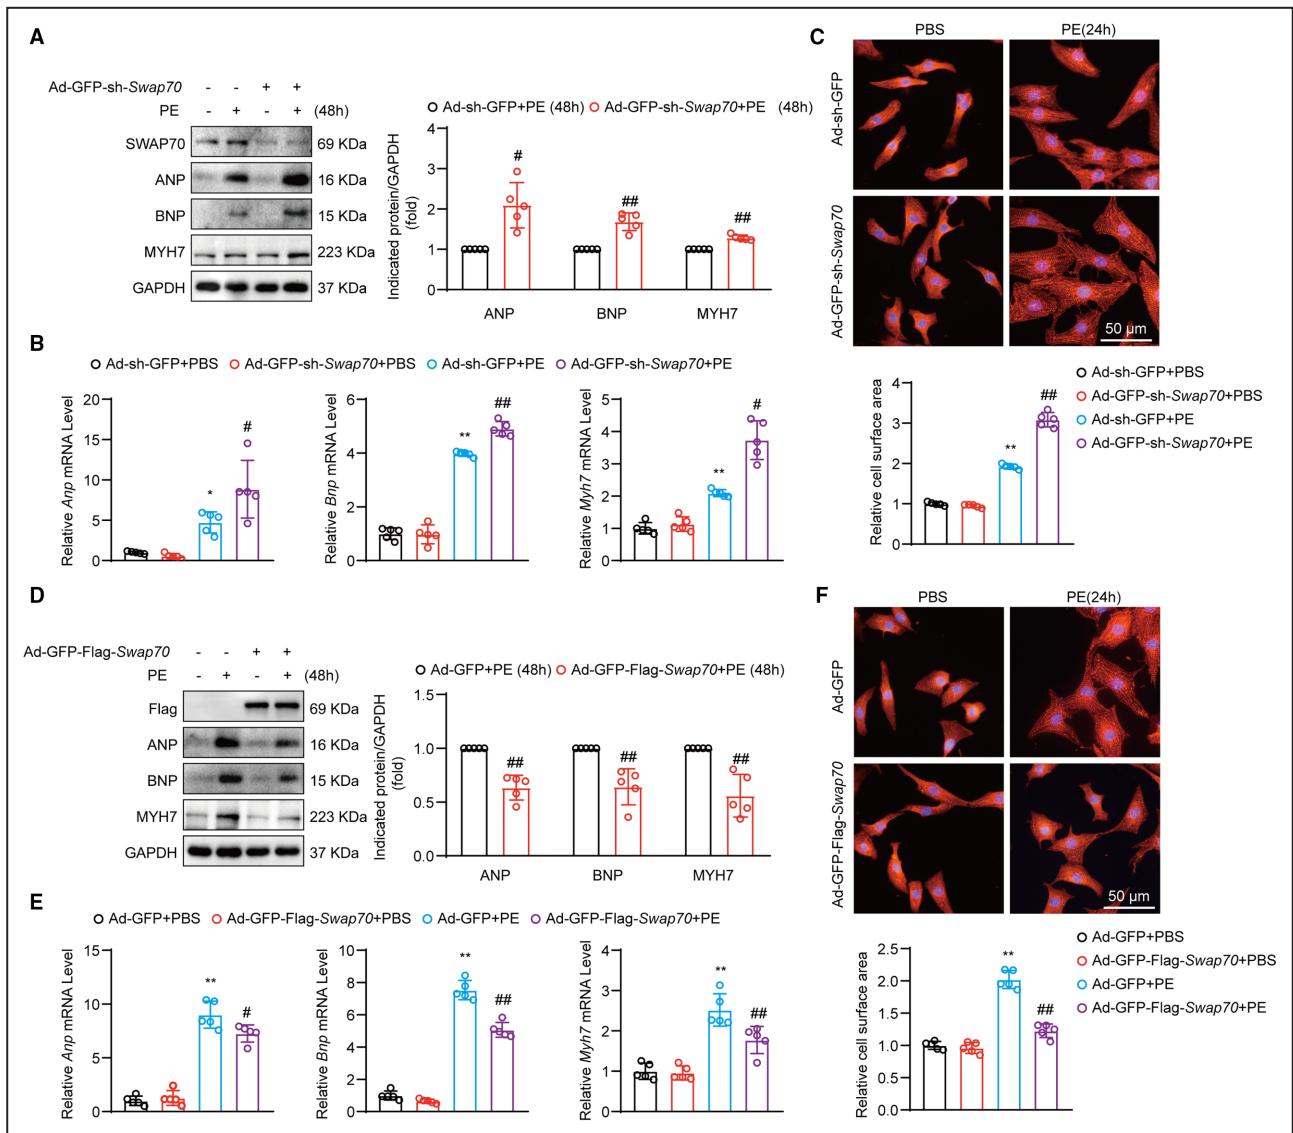 A
Ad-GFP-sh-Swap70 - - + +
PE - + - + (48h)
SWAP70 69 KDa
ANP 16 KDa
BNP 15 KDa
MYH7 223 KDa
GAPDH 37 KDa
Ad-sh-GFP+PE (48h) Ad-GFP-sh-Swap70+PE (48h)
Indicated protein/GAPDH
(fold)
4
3
2
1
0
# ## ##
ANP BNP MYH7
B
Ad-sh-GFP+PBS Ad-GFP-sh-Swap70+PBS Ad-sh-GFP+PE Ad-GFP-sh-Swap70+PE
Relative Anp mRNA Level
20
15
10
5
0
* #
Relative Bnp mRNA Level
6
4
2
0
** ##
Relative Myh7 mRNA Level
5
4
3
2
1
0
** #
C
PBS PE(24h)
Ad-sh-GFP
Ad-GFP-sh-Swap70
50 µm
Relative cell surface area
4
3
2
1
0
** ##
Ad-sh-GFP+PBS
Ad-GFP-sh-Swap70+PBS
Ad-sh-GFP+PE
Ad-GFP-sh-Swap70+PE
D
Ad-GFP-Flag-Swap70 - - + +
PE - + - + (48h)
Flag 69 KDa
ANP 16 KDa
BNP 15 KDa
MYH7 223 KDa
GAPDH 37 KDa
Ad-GFP+PE (48h) Ad-GFP-Flag-Swap70+PE (48h)
Indicated protein/GAPDH
(fold)
1.5
1.0
0.5
0.0
## ## ##
ANP BNP MYH7
E
Ad-GFP+PBS Ad-GFP-Flag-Swap70+PBS Ad-GFP+PE Ad-GFP-Flag-Swap70+PE
Relative Anp mRNA Level
15
10
5
0
** #
Relative Bnp mRNA Level
10
8
6
4
2
0
** ##
Relative Myh7 mRNA Level
4
3
2
1
0
** ##
F
PBS PE(24h)
Ad-GFP
Ad-GFP-Flag-Swap70
50 µm
Relative cell surface area
2.5
2.0
1.5
1.0
0.5
0.0
** ##
Ad-GFP+PBS
Ad-GFP-Flag-Swap70+PBS
Ad-GFP+PE
Ad-GFP-Flag-Swap70+PE